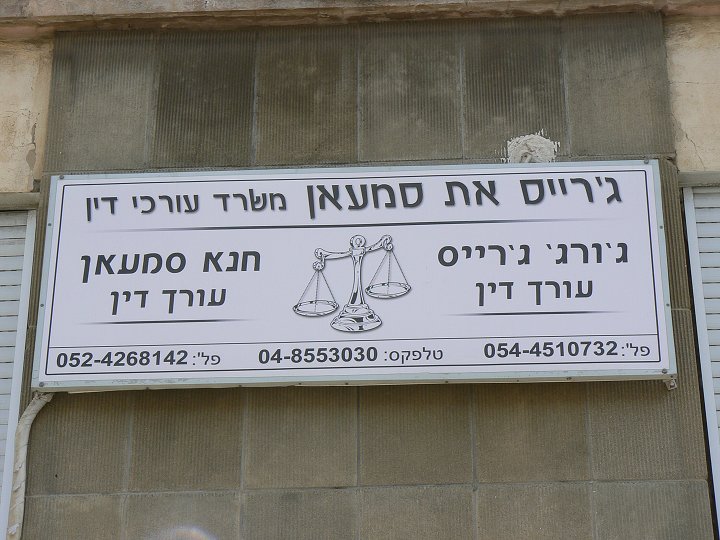 ג'רייס את סמעאן משרד עורכי דין
ג'ורג' ג'רייס
עורך דין
חנא סמעאן
עורך דין
פל': 054-4510732
טלפקס: 04-8553030
פל': 052-4268142